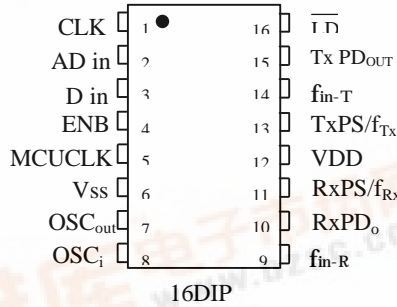 CLK 1 16 LD
AD in 2 15 Tx PDOUT
D in 3 14 fin-T
ENB 4 13 TxPS/fTx
MCUCLK 5 12 VDD
Vss 6 11 RxPS/fRx
OSCout 7 10 RxPDo
OSCi 8 9 fin-R
16DIP